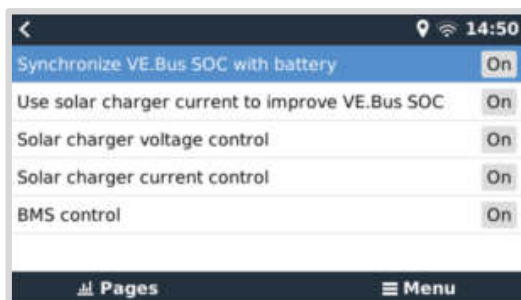 14:50
Synchronize VE.Bus SOC with battery On
Use solar charger current to improve VE.Bus SOC On
Solar charger voltage control On
Solar charger current control On
BMS control On
Pages Menu